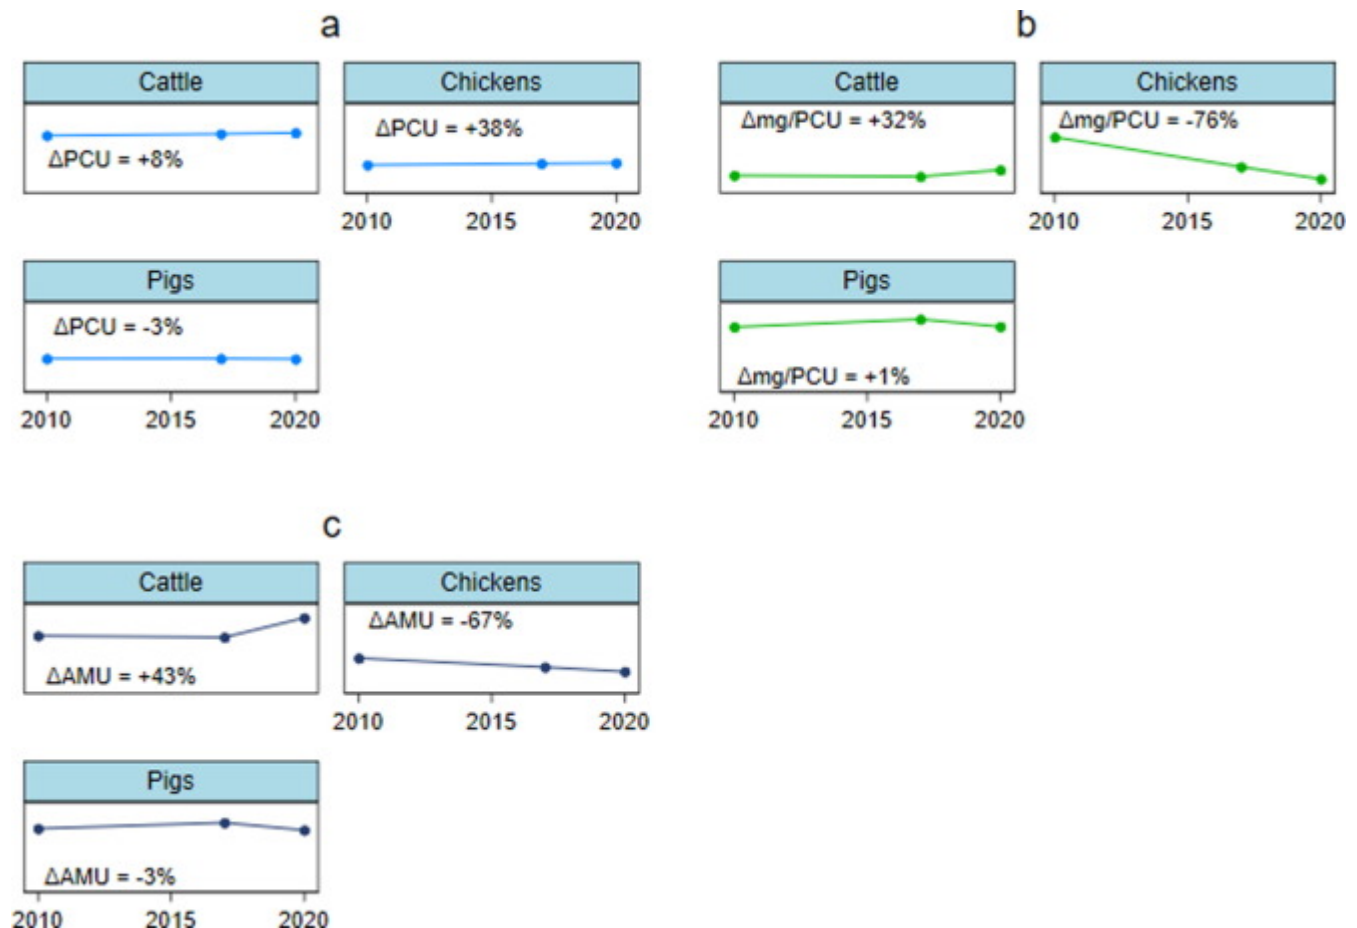 a
b
Cattle
Chickens
Cattle
Chickens
ΔPCU = +8%
ΔPCU = +38%
Δmg/PCU = +32%
Δmg/PCU = -76%
2010 2015 2020
2010 2015 2020
Pigs
Pigs
ΔPCU = -3%
Δmg/PCU = +1%
2010 2015 2020
2010 2015 2020
c
Cattle
Chickens
ΔAMU = +43%
ΔAMU = -67%
2010 2015 2020
Pigs
ΔAMU = -3%
2010 2015 2020